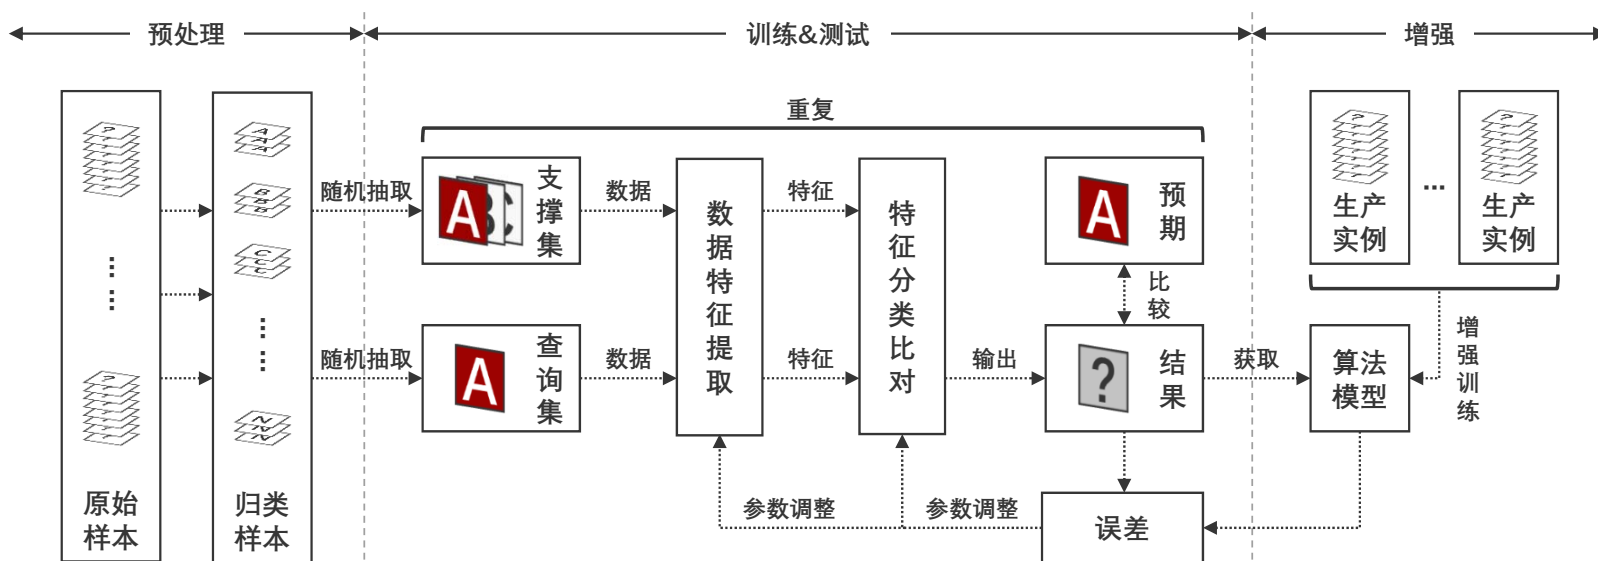 预处理
训练&测试
增强
重复
?
A
A
A
B
B
B
C
C
C
N
N
N
?
原始
样本
归类
样本
随机抽取
随机抽取
A
B
C
支撑集
A
查询集
数据
数据
数据特征提取
特征
特征
特征分类比对
输出
A
预期
比较
?
结果
误差
参数调整
参数调整
获取
?
生产
实例
...
?
生产
实例
增强训练
算法
模型